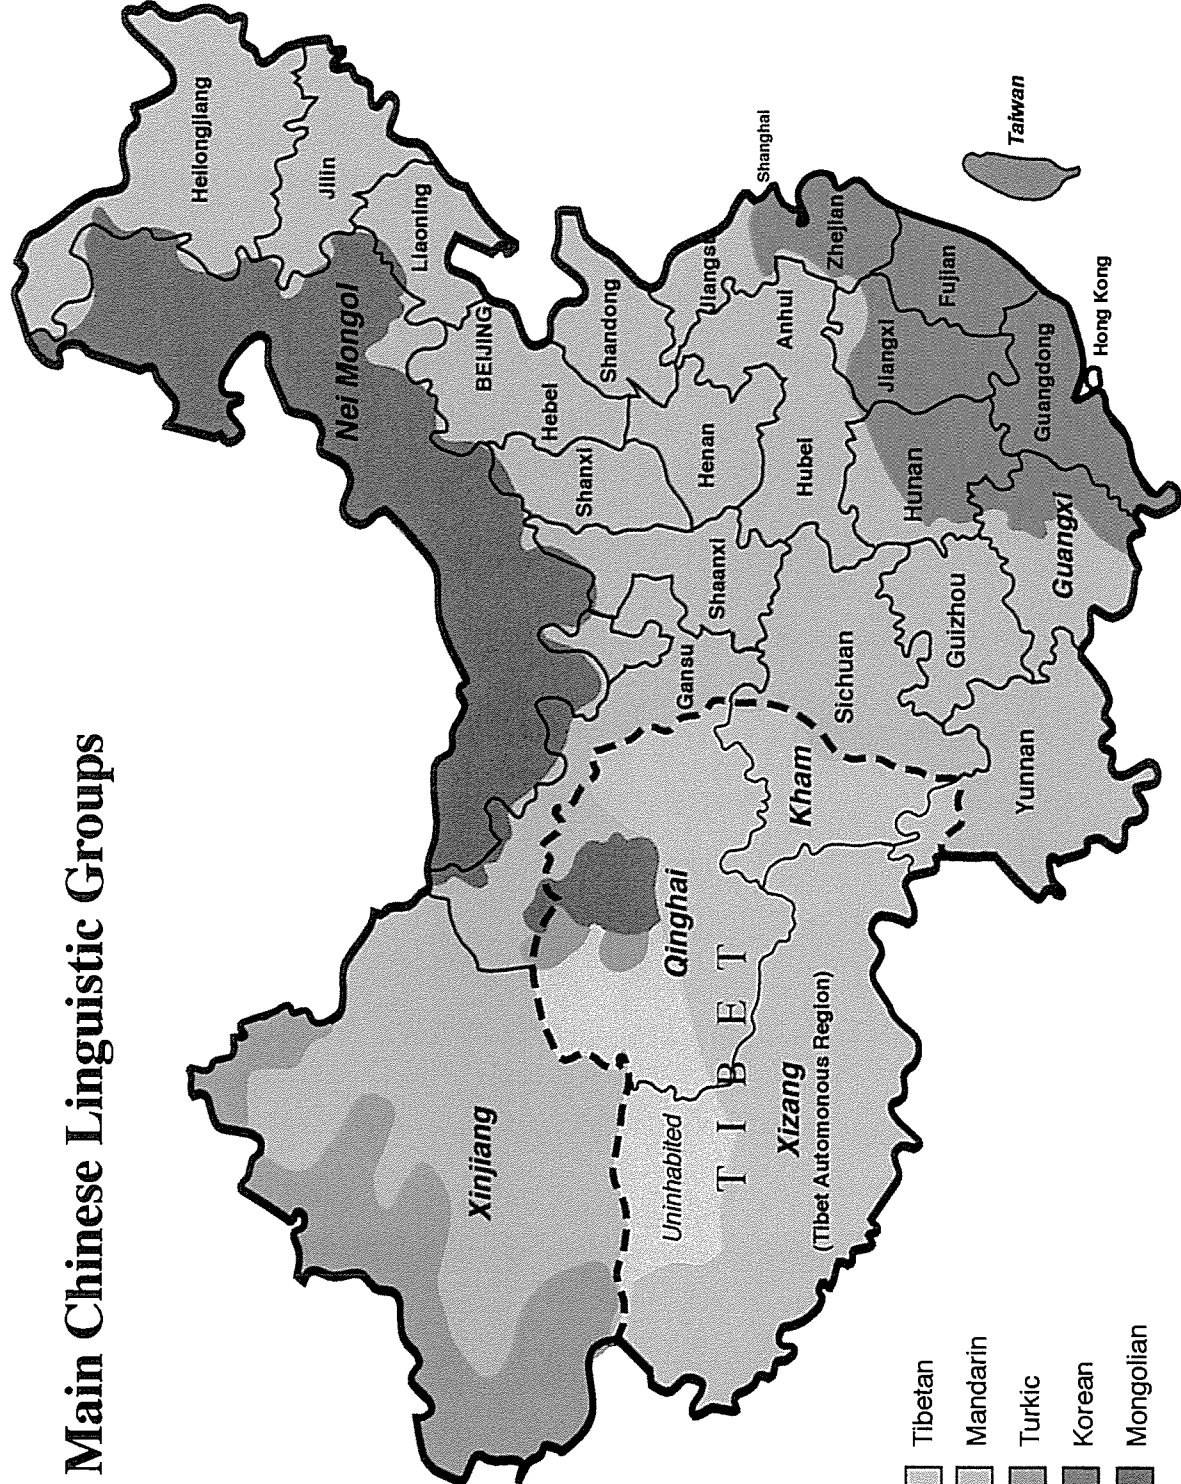 Main Chinese Linguistic Groups
Heilongjiang
Jilin
Liaoning
Nei Mongol
BEIJING
Hebei
Shandong
Shanxi
Jiangsu
Shanghai
Henan
Anhui
Zhejian
Shaanxi
Hubei
Gansu
Sichuan
Jiangxi
Fujian
Taiwan
Hunan
Guizhou
Guangdong
Guangxi
Hong Kong
Yunnan
Kham
Qinghai
Xinjiang
Uninhabited
TIBET
Xizang
(Tibet Automonous Region)
Tibetan
Mandarin
Turkic
Korean
Mongolian